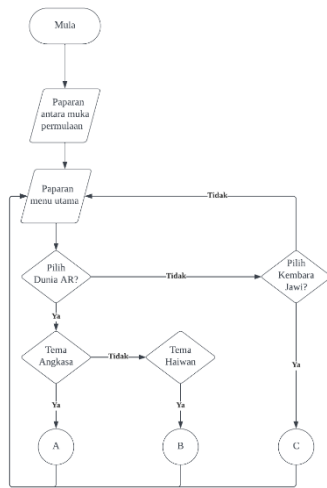 Mula
Paparan
antara muka
permulaan
Paparan
menu utama
Tidak
Pilih
Dunia AR?
Tidak
Pilih
Kembara
Jawi?
Ya
Tema
Angkasa
Tidak
Tema
Haiwan
Ya
Ya
Ya
A
B
C